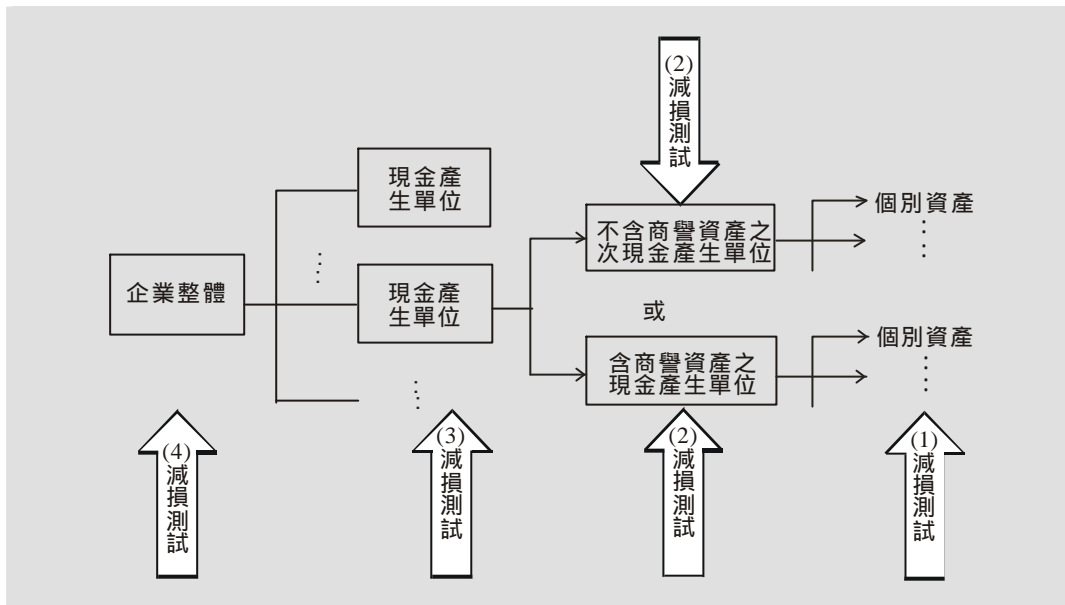 (2)
減損測試
現金產
生單位
個別資產
不含商譽資產之
次現金產生單位
企業整體
現金產
生單位
或
個別資產
含商譽資產之
現金產生單位
(4)
減損測試
(3)
減損測試
(2)
減損測試
(1)
減損測試